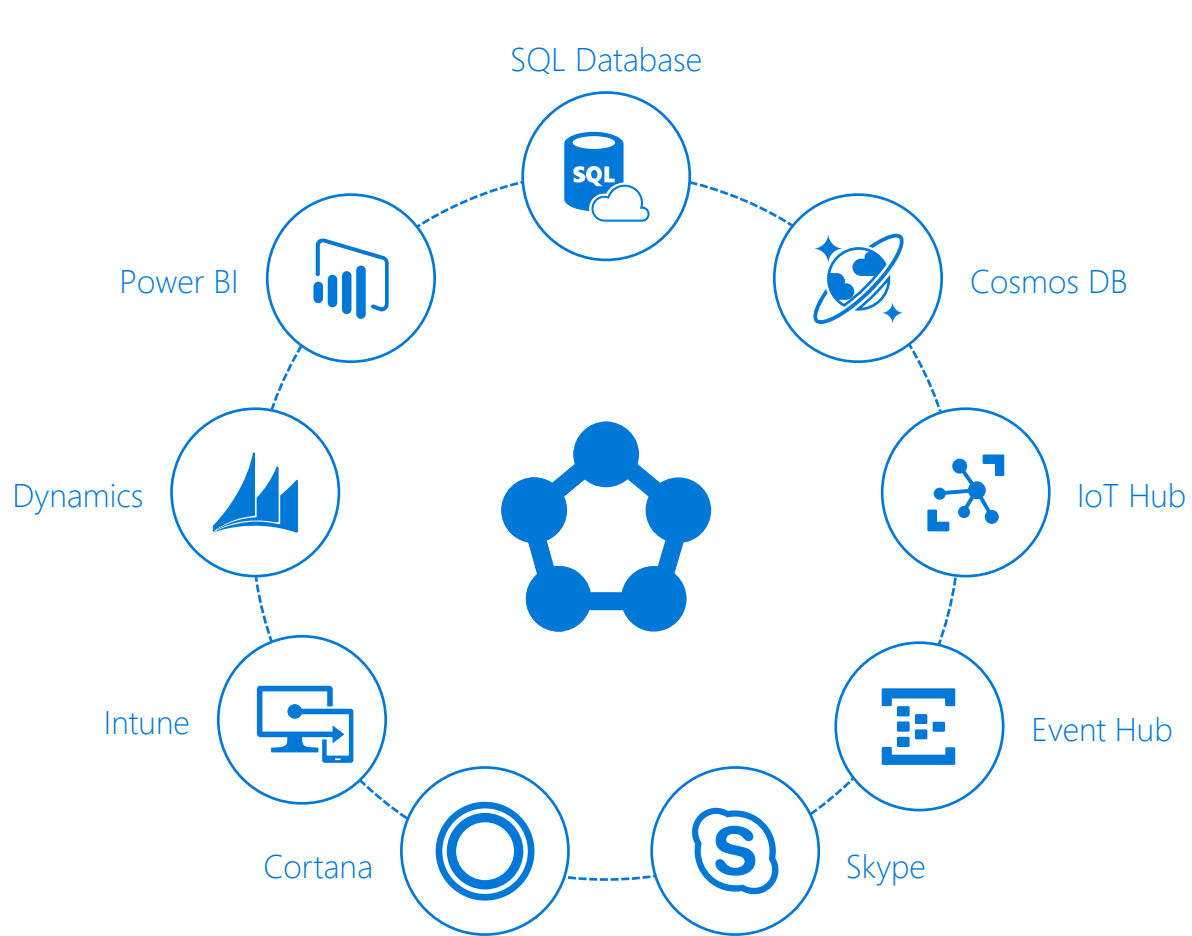 SQL Database
SQL
Power BI
Cosmos DB
Dynamics
IoT Hub
Intune
Event Hub
Cortana
S
Skype